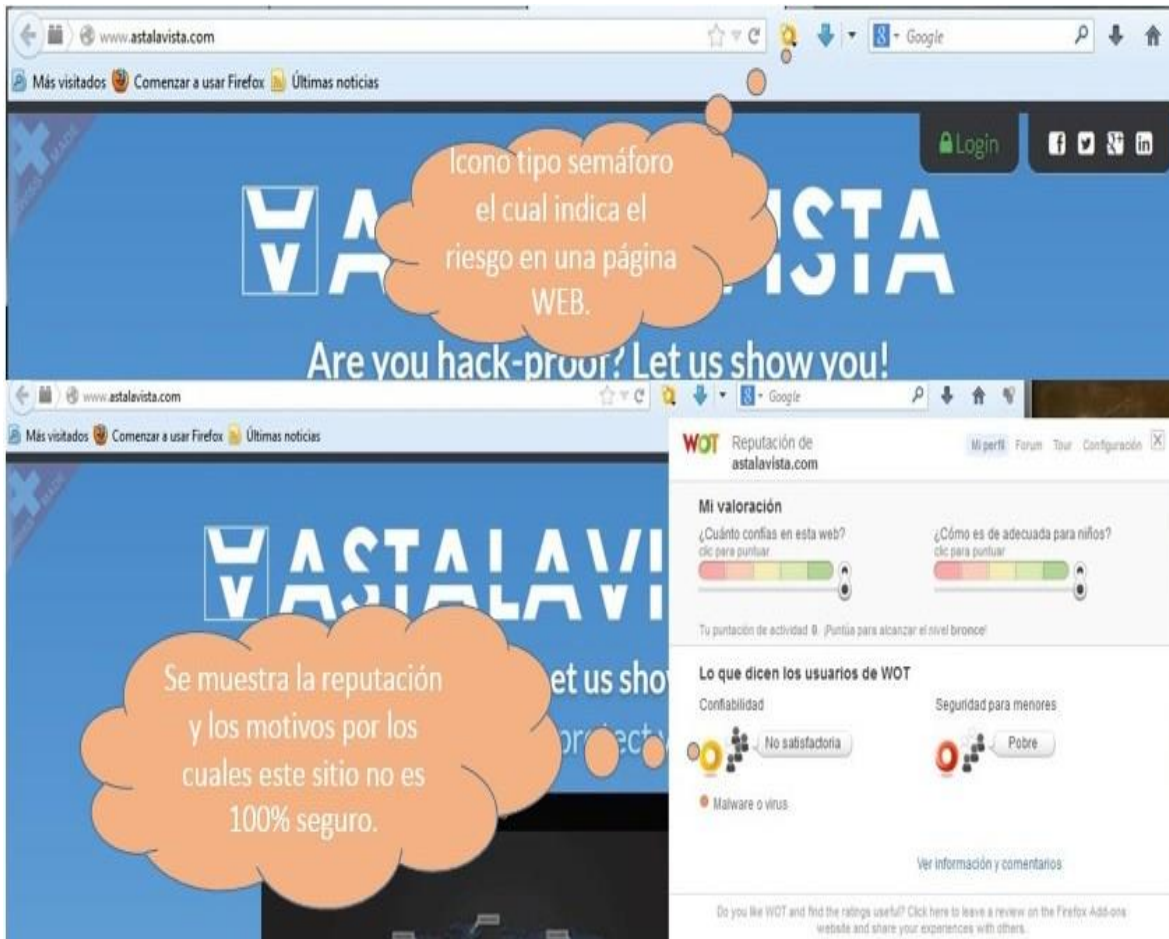 www.astalavista.com
Google
Más visitados Comenzar a usar Firefox Últimas noticias
MADE
Login
Icono tipo semáforo
el cual indica el
riesgo en una página
WEB.
VISTA
Are you hack-proof? Let us show you!
www.astalavista.com
Google
Más visitados Comenzar a usar Firefox Últimas noticias
MADE
ASTALAVI
et us sho
Se muestra la reputación
y los motivos por los
cuales este sitio no es
100% seguro.
WOT Reputación de
astalavista.com
Mi perfil Forum Tour Configuración
Mi valoración
¿Cuánto confías en esta web?
clic para puntuar
¿Cómo es de adecuada para niños?
clic para puntuar
Tu puntación de actividad 0 ¡Puntúa para alcanzar el nivel bronce!
Lo que dicen los usuarios de WOT
Confiabilidad
Seguridad para menores
No satisfactoria
Pobre
Malware o virus
Ver información y comentarios
Do you like WOT and find the ratings useful? Click here to leave a review on the Firefox Add-ons
website and share your experiences with others.